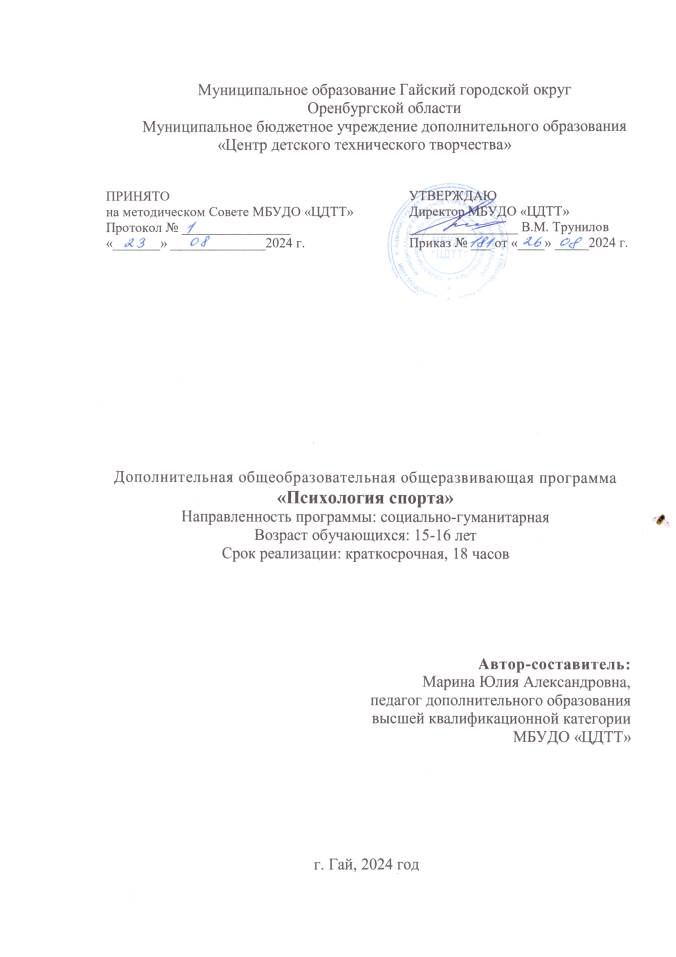 Муниципальное образование Гайский городской округ
Оренбургской области
Муниципальное бюджетное учреждение дополнительного образования
«Центр детского технического творчества»
ПРИНЯТО
на методическом Совете МБУДО «ЦДТТ»
Протокол № 1
«23» 08 2024 г.
УТВЕРЖДАЮ
Директор МБУДО «ЦДТТ»
В.М. Трунилов
Приказ № 181 от «26» 08 2024 г.
"ЦДТТ"
Дополнительная общеобразовательная общеразвивающая программа
«Психология спорта»
Направленность программы: социально-гуманитарная
Возраст обучающихся: 15-16 лет
Срок реализации: краткосрочная, 18 часов
Автор-составитель:
Марина Юлия Александровна,
педагог дополнительного образования
высшей квалификационной категории
МБУДО «ЦДТТ»
г. Гай, 2024 год